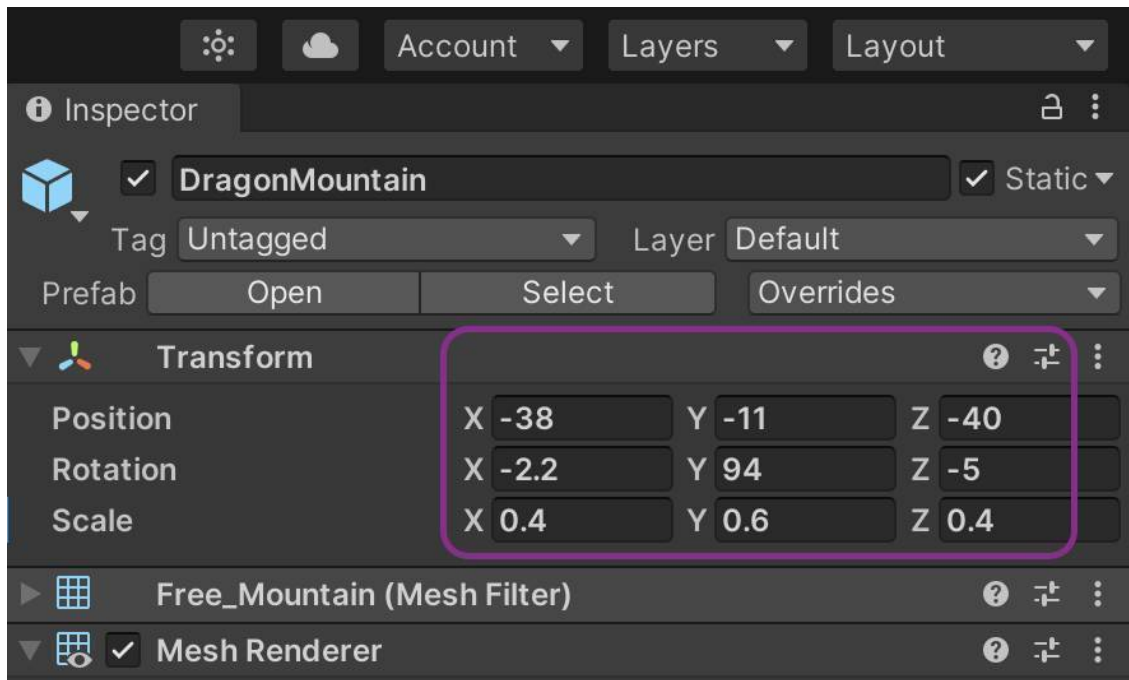 Account Layers Layout
Inspector
DragonMountain Static
Tag Untagged Layer Default
Prefab Open Select Overrides
Transform
Position X -38 Y -11 Z -40
Rotation X -2.2 Y 94 Z -5
Scale X 0.4 Y 0.6 Z 0.4
Free_Mountain (Mesh Filter)
Mesh Renderer